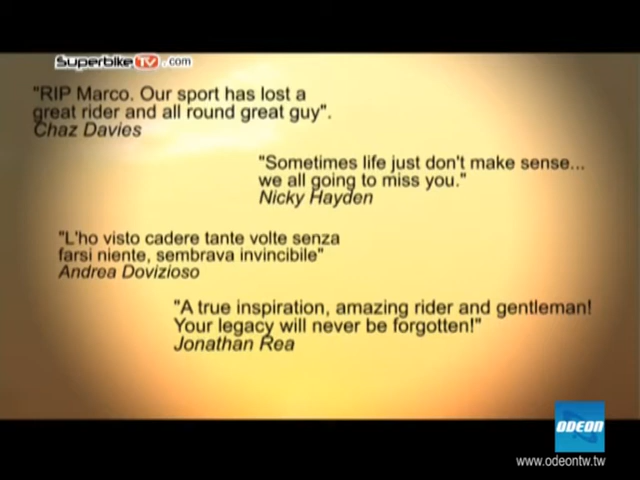 SuperbikeTV.com
"RIP Marco. Our sport has lost a
great rider and all round great guy".
Chaz Davies
"Sometimes life just don't make sense...
we all going to miss you."
Nicky Hayden
"L'ho visto cadere tante volte senza
farsi niente, sembrava invincibile"
Andrea Dovizioso
"A true inspiration, amazing rider and gentleman!
Your legacy will never be forgotten!"
Jonathan Rea
ODEON
www.odeontw.tw